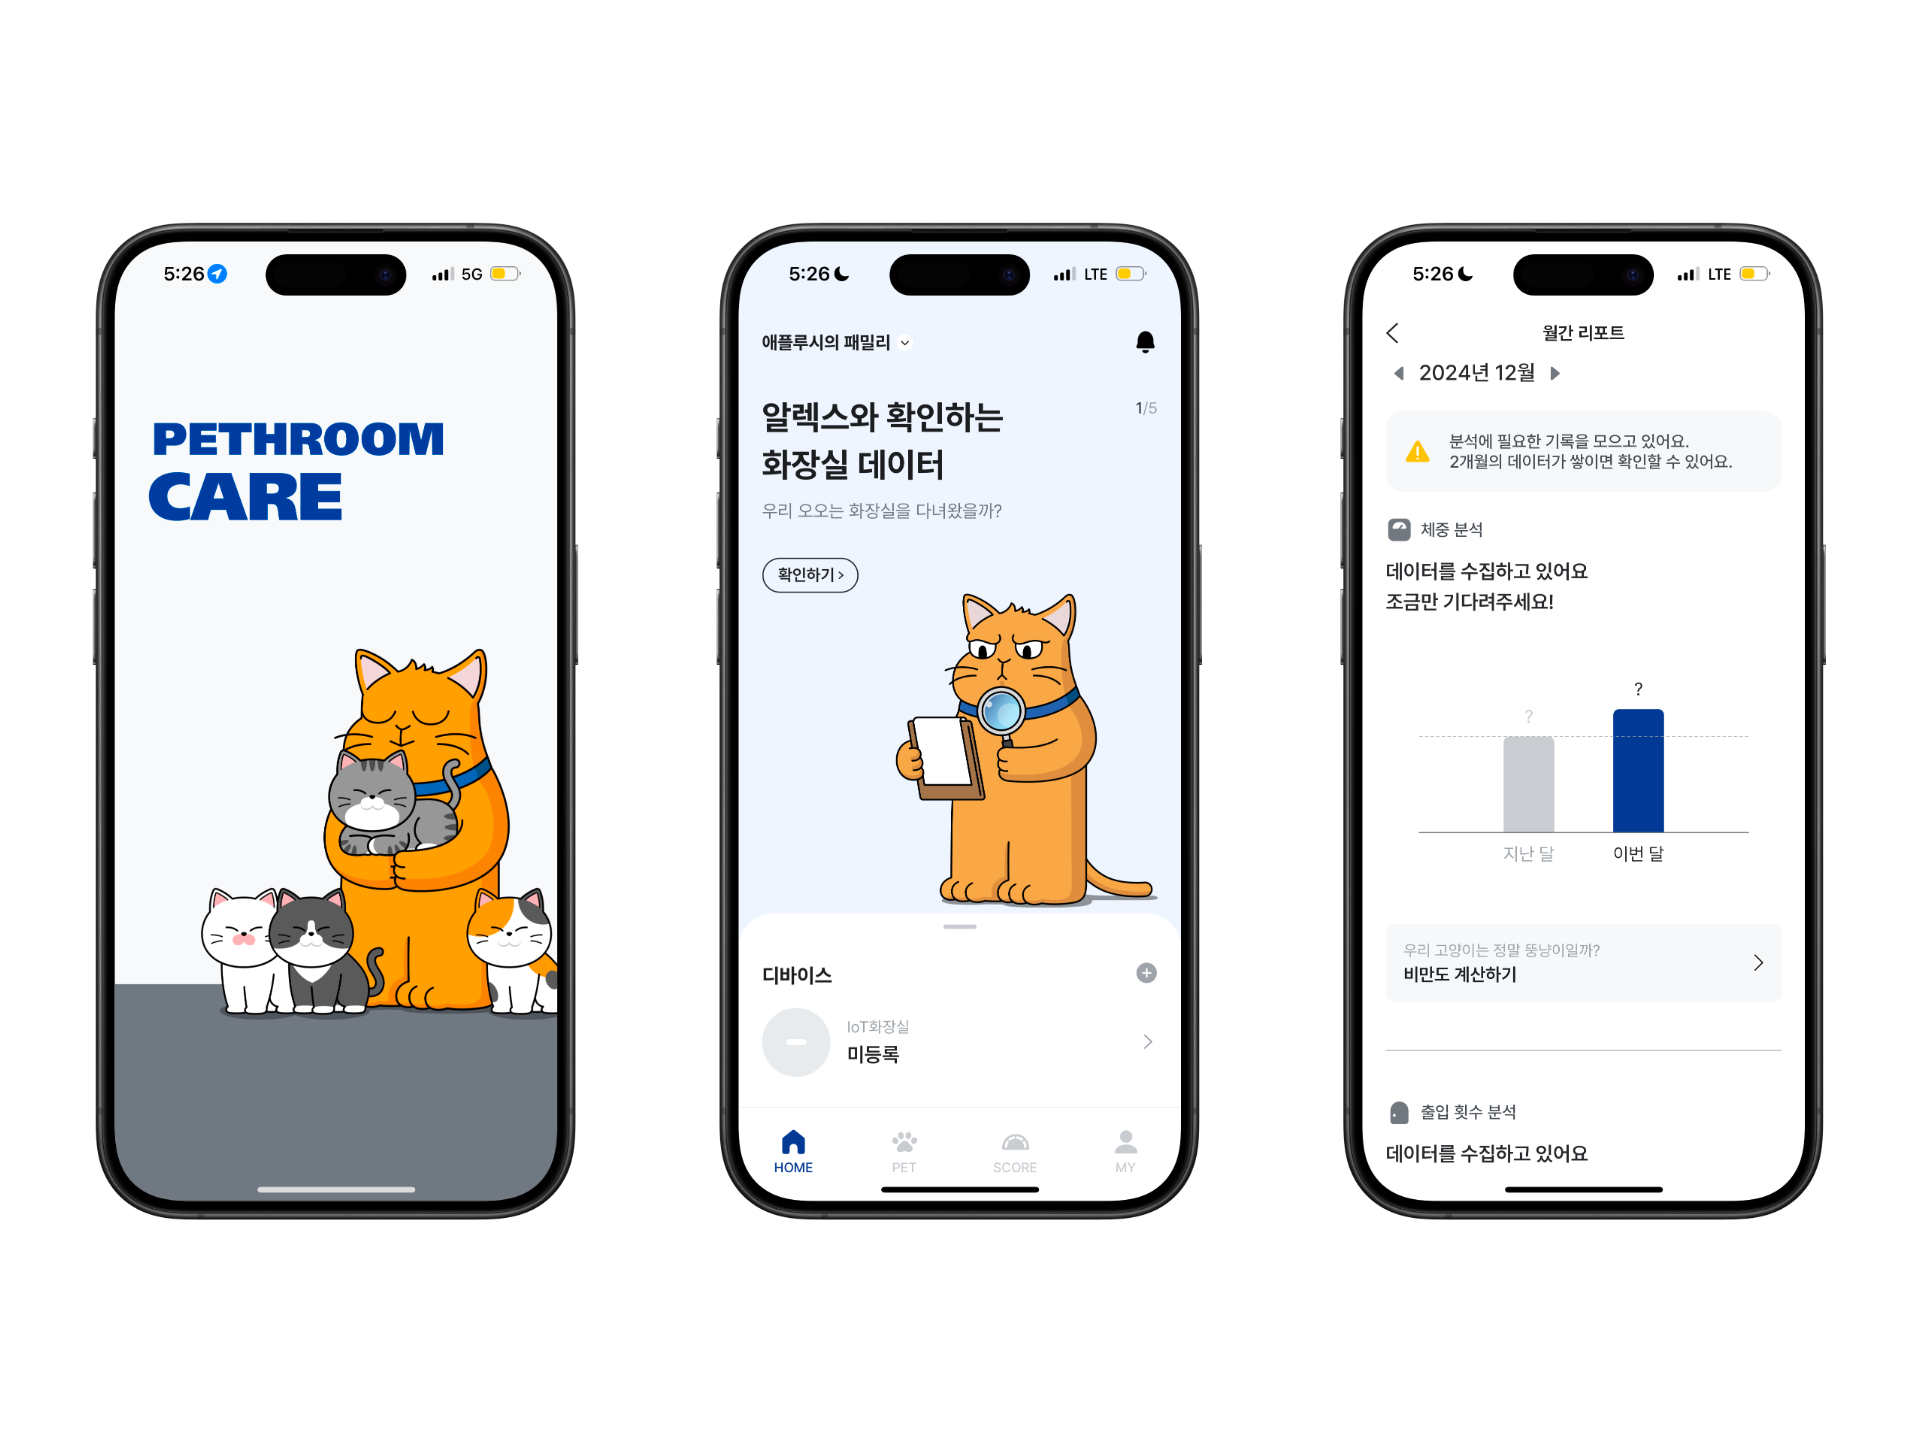 5:26
5G
PETHROOM
CARE
5:26
LTE
애플루시의 패밀리
알렉스와 확인하는
화장실 데이터
1/5
우리 오오는 화장실을 다녀왔을까?
확인하기 >
디바이스
IoT화장실
미등록
HOME
PET
SCORE
MY
5:26
LTE
월간 리포트
2024년 12월
분석에 필요한 기록을 모으고 있어요.
2개월의 데이터가 쌓이면 확인할 수 있어요.
체중 분석
데이터를 수집하고 있어요
조금만 기다려주세요!
?
?
지난 달
이번 달
우리 고양이는 정말 뚱냥이일까?
비만도 계산하기
출입 횟수 분석
데이터를 수집하고 있어요